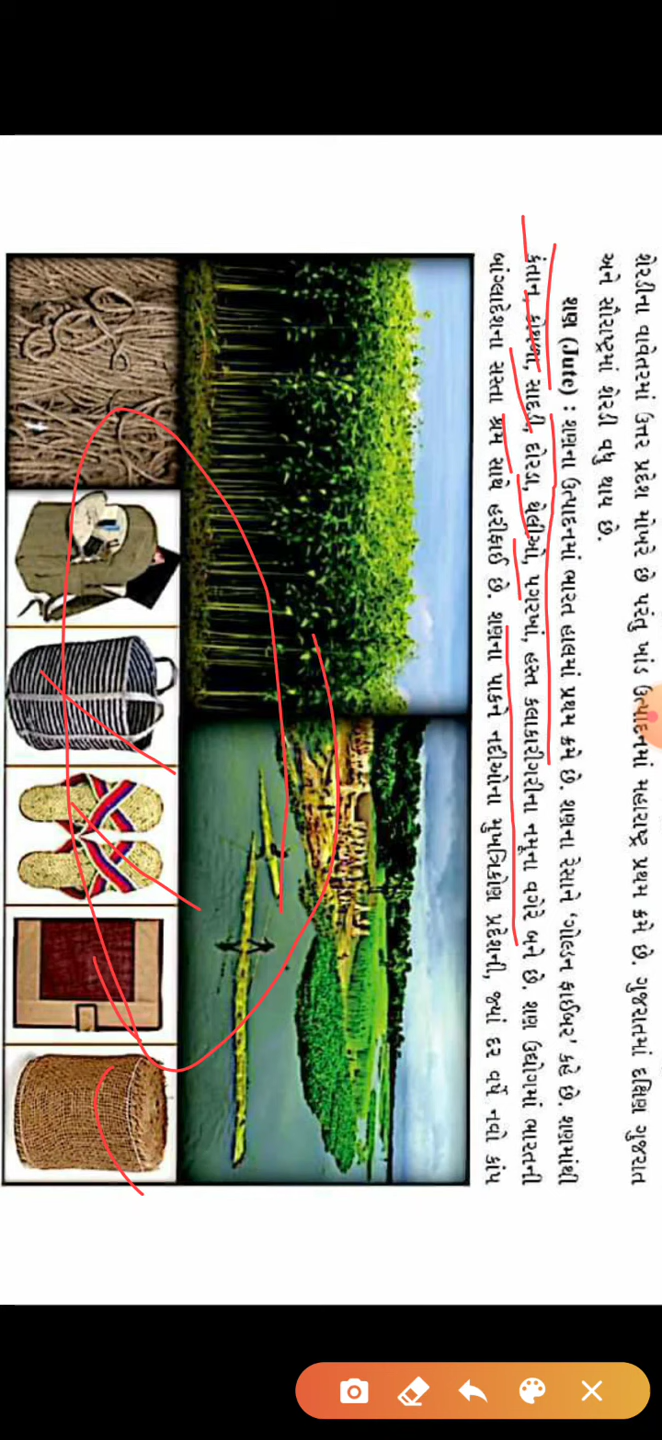 શેરડીના વાવેતરમાં ઉત્તર પ્રદેશ મોખરે છે પરંતુ ખાંડ ઉત્પાદનમાં મહારાષ્ટ્ર પ્રથમ ક્રમે છે. ગુજરાતમાં દક્ષિણ ગુજરાત
અને સૌરાષ્ટ્રમાં શેરડી વધુ થાય છે.
શણ (Jute) : શણના ઉત્પાદનમાં ભારત હાલમાં પ્રથમ ક્રમે છે. શણના રેસાને 'ગોલ્ડન ફાઈબર' કહે છે. શણમાંથી
કંતાન, કોથળા, સાદડી, દોરડા, થેલીઓ, પગરખાં, હસ્ત કલાકારીગરીના નમૂના વગેરે બને છે. શણ ઉદ્યોગમાં ભારતની
બાંગ્લાદેશના સસ્તા શ્રમ સાથે હરીફાઈ છે. શણના પાકને નદીઓના મુખત્રિકોણ પ્રદેશની, જ્યાં દર વર્ષે નવો કાંપ